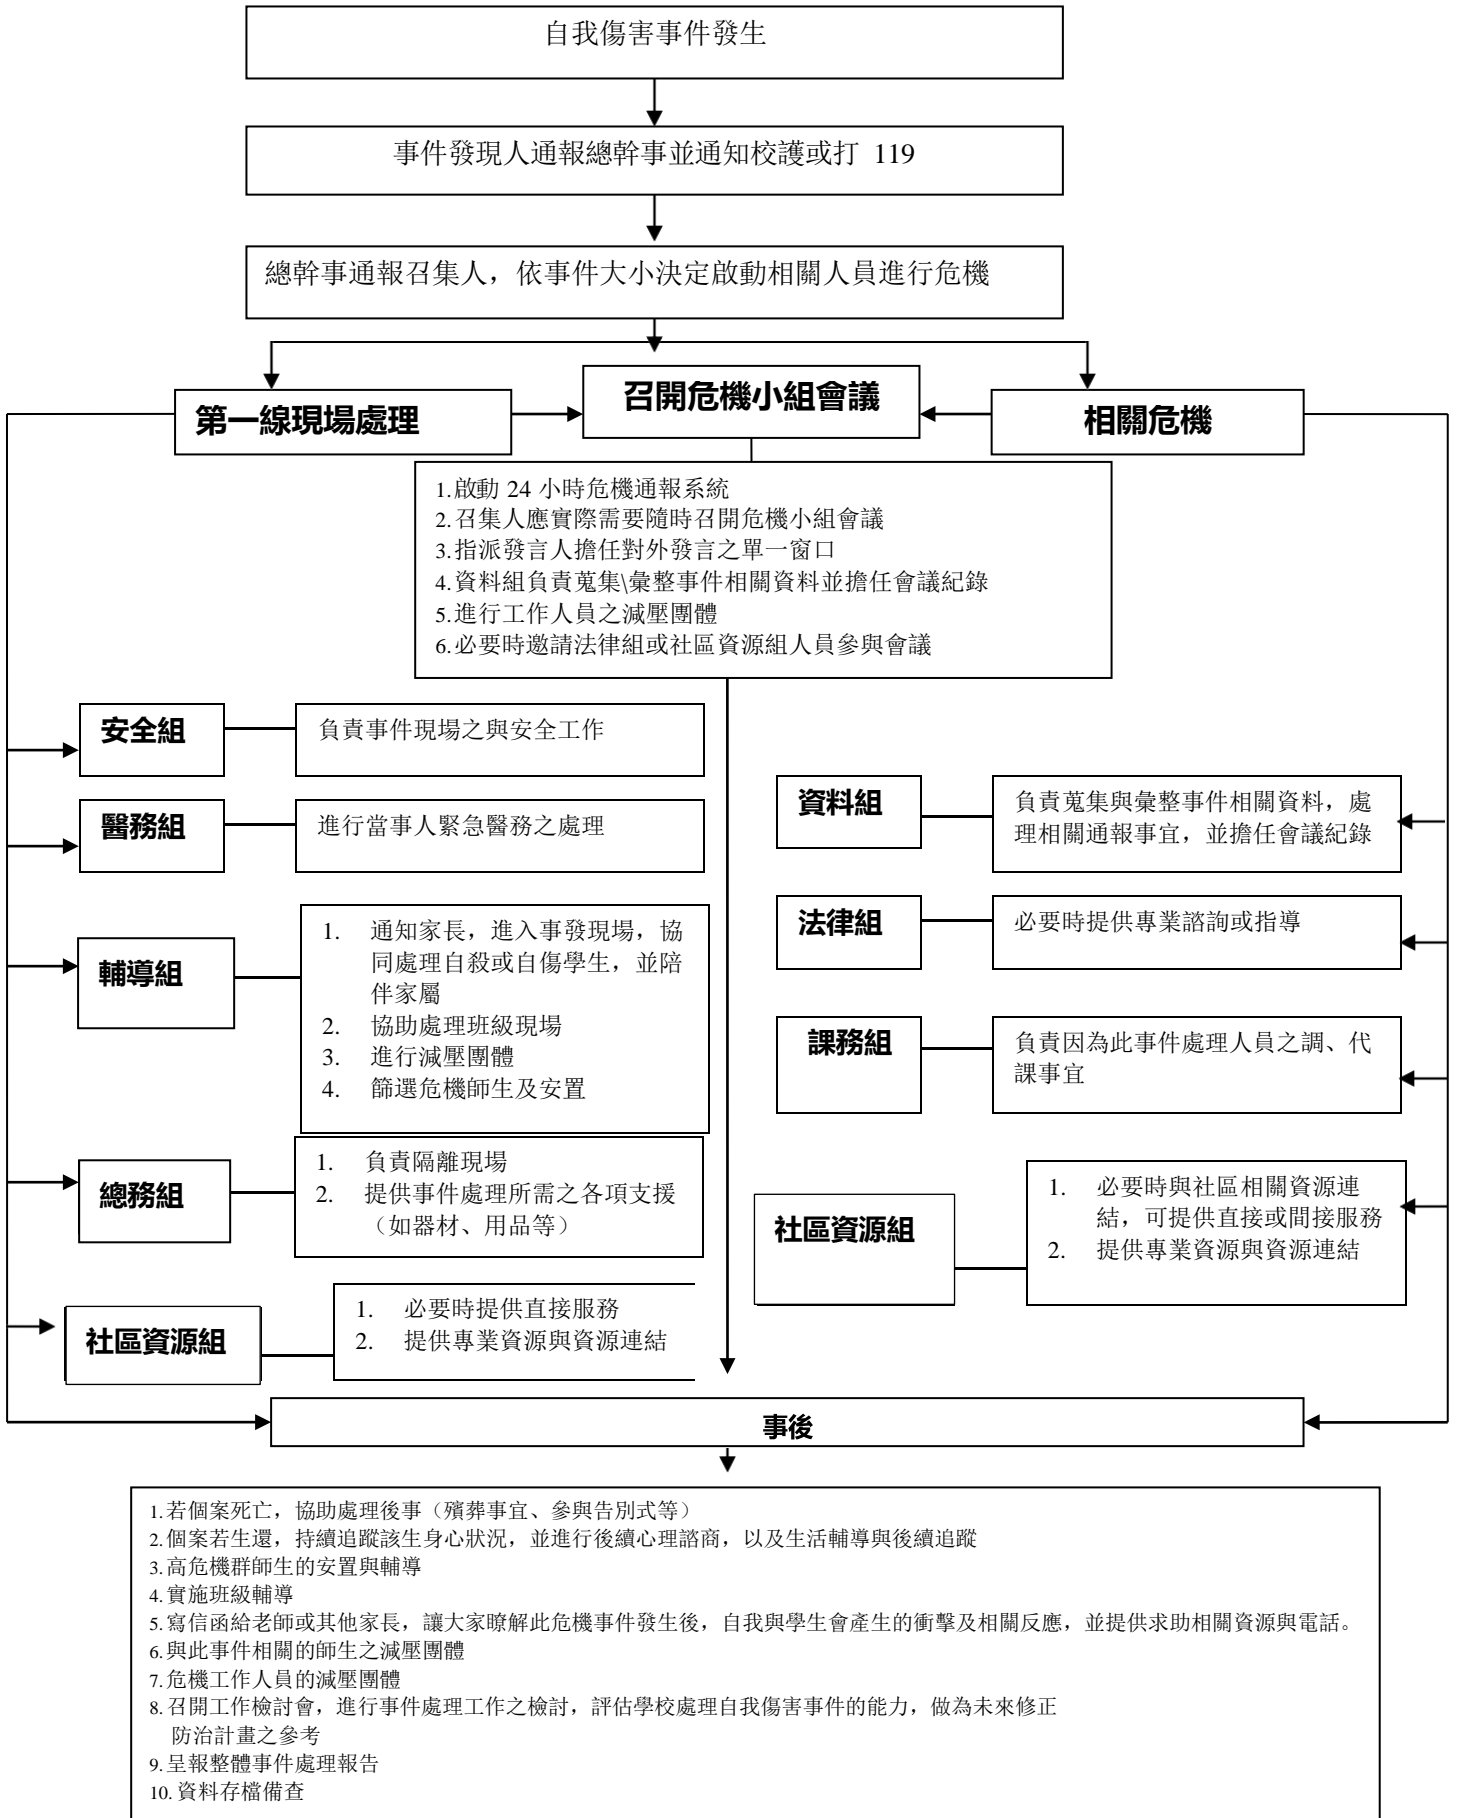 自我傷害事件發生
事件發現人通報總幹事並通知校護或打 119
總幹事通報召集人，依事件大小決定啟動相關人員進行危機
第一線現場處理
召開危機小組會議
相關危機
1.啟動 24 小時危機通報系統
2.召集人應實際需要隨時召開危機小組會議
3.指派發言人擔任對外發言之單一窗口
4.資料組負責蒐集\彙整事件相關資料並擔任會議紀錄
5.進行工作人員之減壓團體
6.必要時邀請法律組或社區資源組人員參與會議
安全組
負責事件現場之與安全工作
醫務組
進行當事人緊急醫務之處理
輔導組
1. 通知家長，進入事發現場，協
同處理自殺或自傷學生，並陪
伴家屬
2. 協助處理班級現場
3. 進行減壓團體
4. 篩選危機師生及安置
總務組
1. 負責隔離現場
2. 提供事件處理所需之各項支援
（如器材、用品等）
社區資源組
1. 必要時提供直接服務
2. 提供專業資源與資源連結
資料組
負責蒐集與彙整事件相關資料，處
理相關通報事宜，並擔任會議紀錄
法律組
必要時提供專業諮詢或指導
課務組
負責因為此事件處理人員之調、代
課事宜
社區資源組
1. 必要時與社區相關資源連
結，可提供直接或間接服務
2. 提供專業資源與資源連結
事後
1.若個案死亡，協助處理後事（殯葬事宜、參與告別式等）
2.個案若生還，持續追蹤該生身心狀況，並進行後續心理諮商，以及生活輔導與後續追蹤
3.高危機群師生的安置與輔導
4.實施班級輔導
5.寫信函給老師或其他家長，讓大家瞭解此危機事件發生後，自我與學生會產生的衝擊及相關反應，並提供求助相關資源與電話。
6.與此事件相關的師生之減壓團體
7.危機工作人員的減壓團體
8.召開工作檢討會，進行事件處理工作之檢討，評估學校處理自我傷害事件的能力，做為未來修正
防治計畫之參考
9.呈報整體事件處理報告
10.資料存檔備查